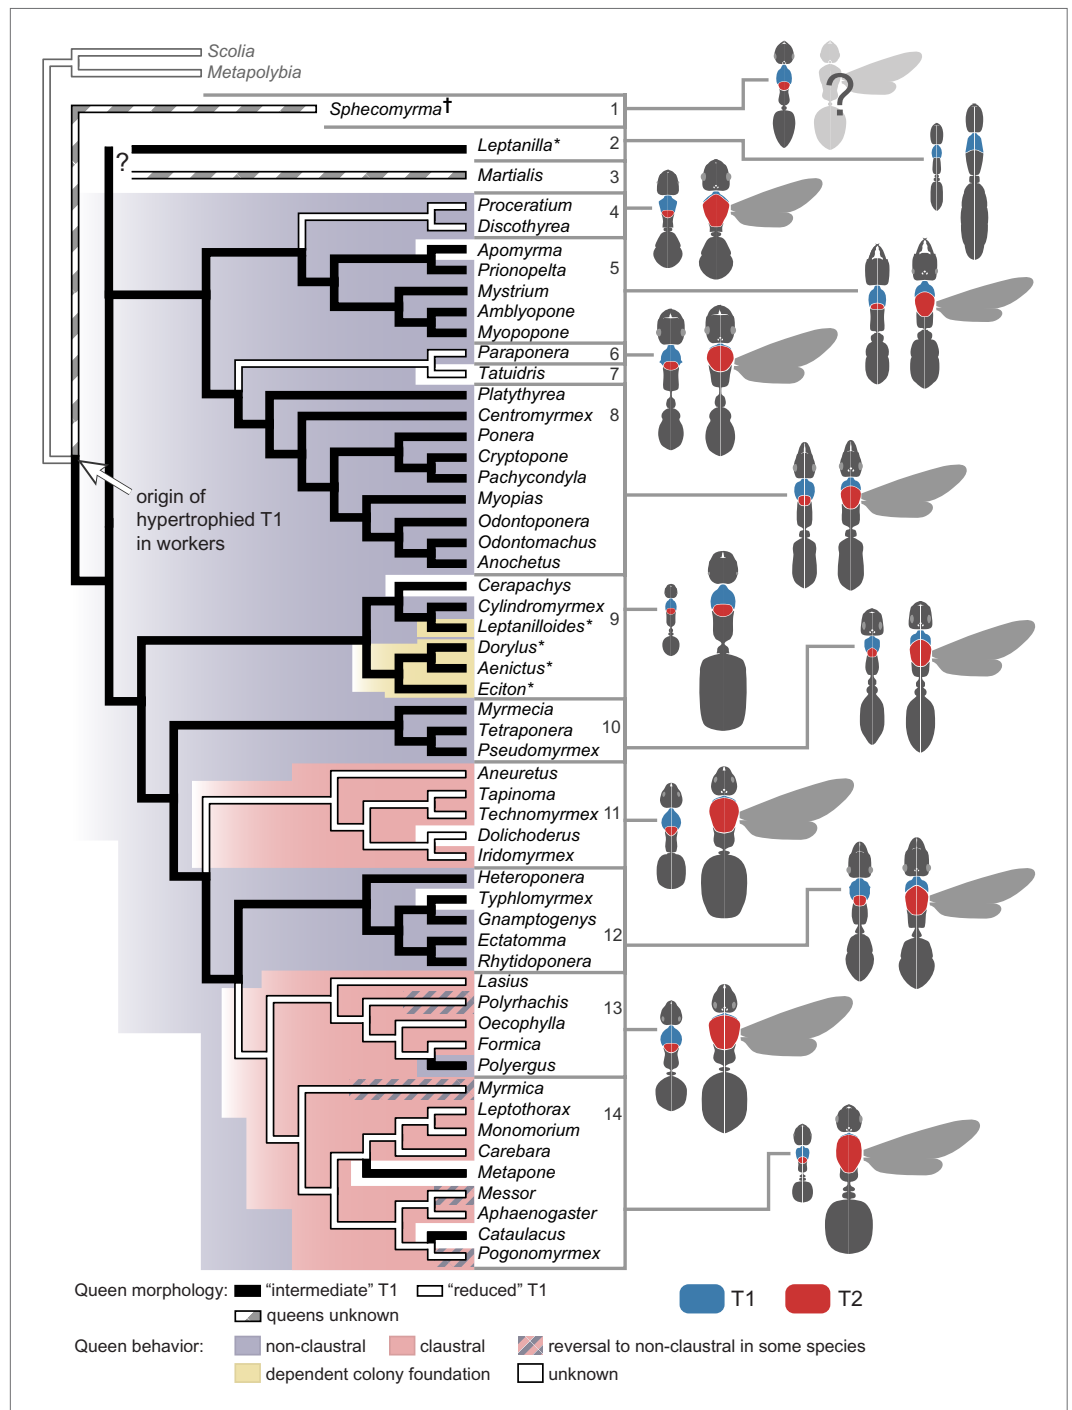 Scolia
Metapolybia
Sphecomyrma† 1
Leptanilla* 2
?
Martialis 3
Proceratium
4
Discothyrea
Apomyrma
Prionopelta 5
Mystrium
Amblyopone
Myopopone
Paraponera 6
Tatuidris 7
Platythyrea
Centromyrmex 8
Ponera
Cryptopone
Pachycondyla
Myopias
Odontoponera
Odontomachus
Anochetus
origin of
hypertrophied T1
in workers
Cerapachys
Cylindromyrmex 9
Leptanilloides*
Dorylus*
Aenictus*
Eciton*
Myrmecia
10
Tetraponera
Pseudomyrmex
Aneuretus
Tapinoma
Technomyrmex 11
Dolichoderus
Iridomyrmex
Heteroponera
Typhlomyrmex
Gnamptogenys
12
Ectatomma
Rhytidoponera
Lasius
Polyrhachis 13
Oecophylla
Formica
Polyergus
Myrmica
Leptothorax 14
Monomorium
Carebara
Metapone
Messor
Aphaenogaster
Cataulacus
Pogonomyrmex
?
Queen morphology: "intermediate" T1 "reduced" T1
queens unknown
T1 T2
Queen behavior: non-claustral claustral reversal to non-claustral in some species
dependent colony foundation unknown